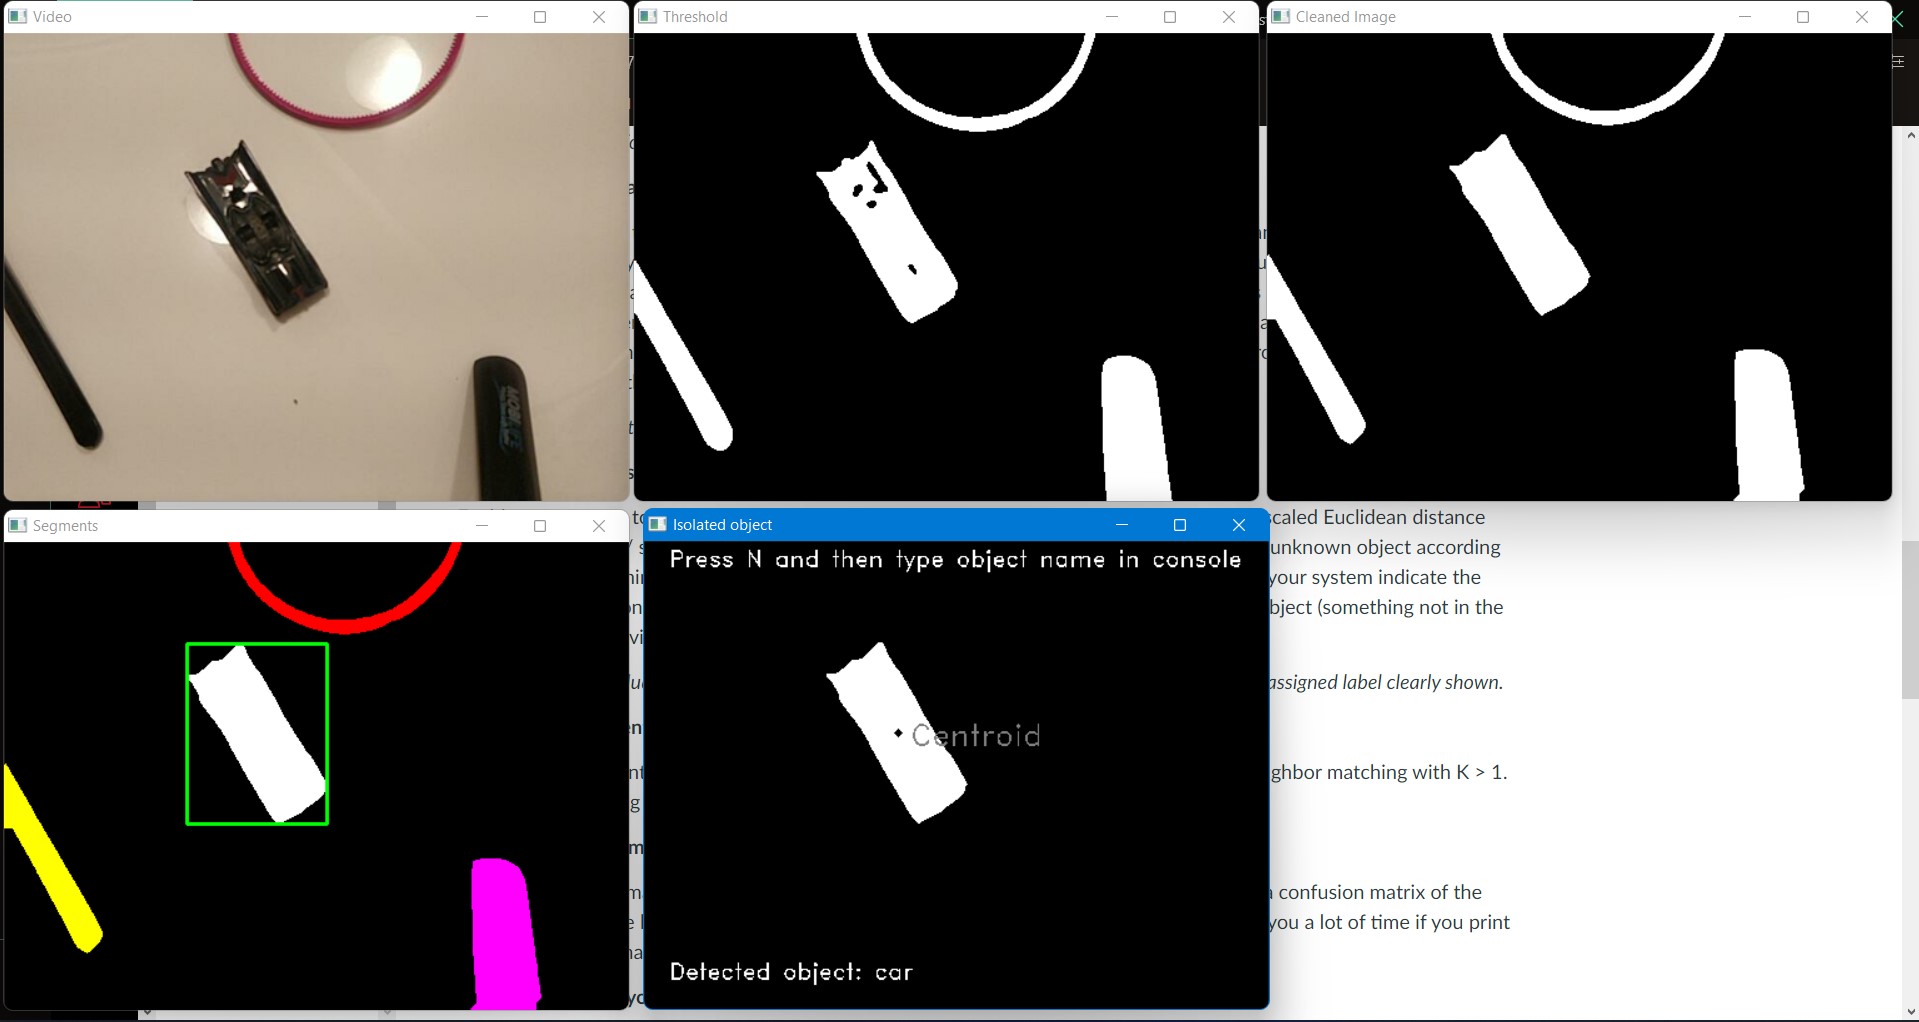 Video
Threshold
Cleaned Image
Segments
Isolated object
Press N and then type object name in console
Centroid
Detected object: car
scaled Euclidean distance
unknown object according
your system indicate the
bject (something not in the
assigned label clearly shown.
ghbor matching with K > 1.
a confusion matrix of the
you a lot of time if you print